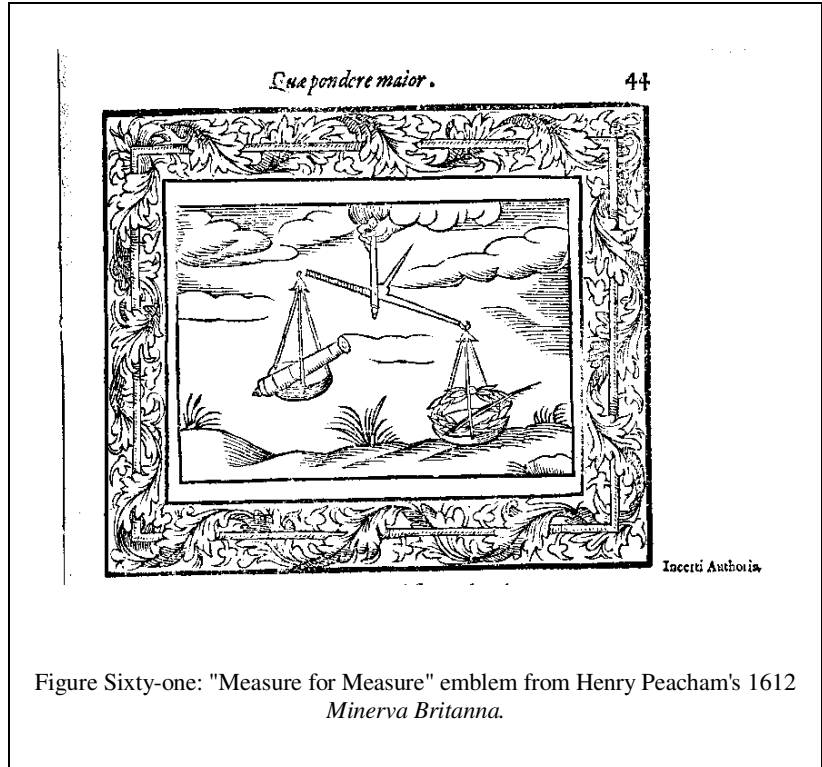 Quæ pondere maior.
44
Incerti Authoris
Figure Sixty-one: "Measure for Measure" emblem from Henry Peacham's 1612
Minerva Britanna.